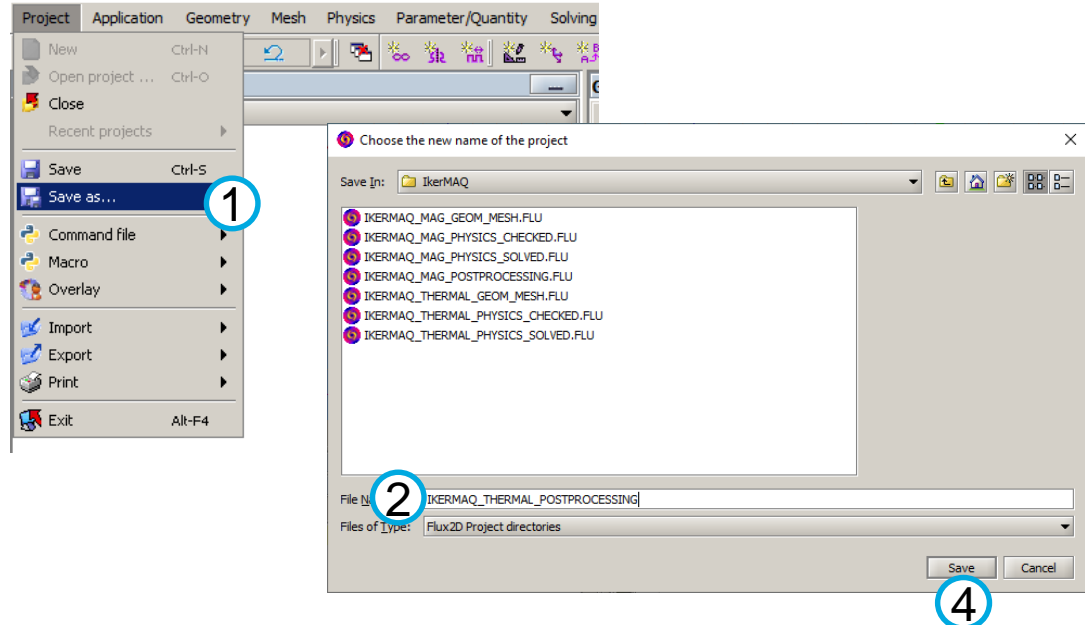 Project Application Geometry Mesh Physics Parameter/Quantity Solving
New Ctrl-N
Open project ... Ctrl-O
Close
Recent projects
Save Ctrl-S
Save as...
1
Command file
Macro
Overlay
Import
Export
Print
Exit Alt-F4
Choose the new name of the project
Save In: IkerMAQ
IKERMAQ_MAG_GEOM_MESH.FLU
IKERMAQ_MAG_PHYSICS_CHECKED.FLU
IKERMAQ_MAG_PHYSICS_SOLVED.FLU
IKERMAQ_MAG_POSTPROCESSING.FLU
IKERMAQ_THERMAL_GEOM_MESH.FLU
IKERMAQ_THERMAL_PHYSICS_CHECKED.FLU
IKERMAQ_THERMAL_PHYSICS_SOLVED.FLU
File N 2 IKERMAQ_THERMAL_POSTPROCESSING
Files of Type: Flux2D Project directories
Save Cancel
4